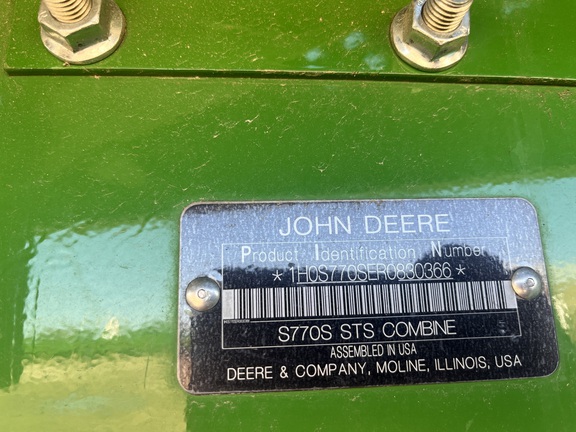 JOHN DEERE
Product Identification Number
*1H0S770SER0830366*
S770S STS COMBINE
ASSEMBLED IN USA
DEERE & COMPANY, MOLINE, ILLINOIS, USA